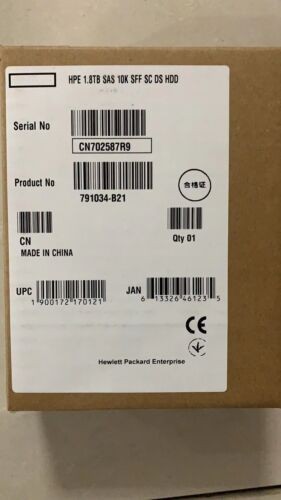 HPE 1.8TB SAS 10K SFF SC DS HDD
Serial No
CN702587R9
Product No
791034-B21
合格证
CN
Qty 01
MADE IN CHINA
UPC
1 900172 170121
JAN
6 13326 46123 5
CE
Hewlett Packard Enterprise